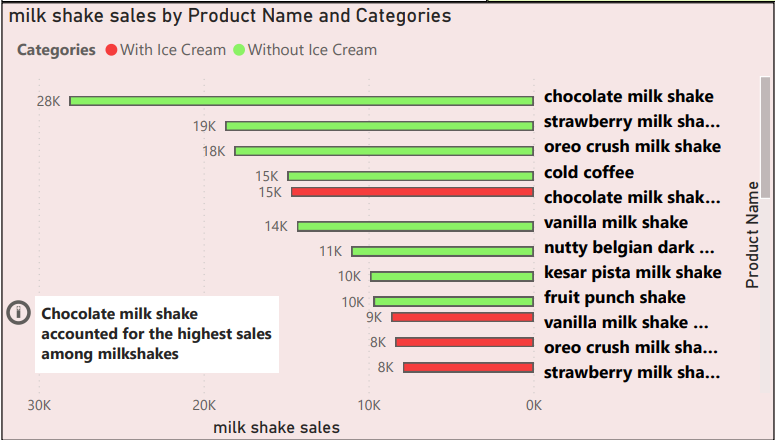 milk shake sales by Product Name and Categories
Categories With Ice Cream Without Ice Cream
28K chocolate milk shake
19K strawberry milk sha...
18K oreo crush milk shake
15K cold coffee
15K chocolate milk shak...
14K vanilla milk shake
11K nutty belgian dark ...
10K kesar pista milk shake
10K fruit punch shake
9K vanilla milk shake ...
8K oreo crush milk sha...
8K strawberry milk sha...
Product Name
Chocolate milk shake
accounted for the highest sales
among milkshakes
30K 20K 10K 0K
milk shake sales